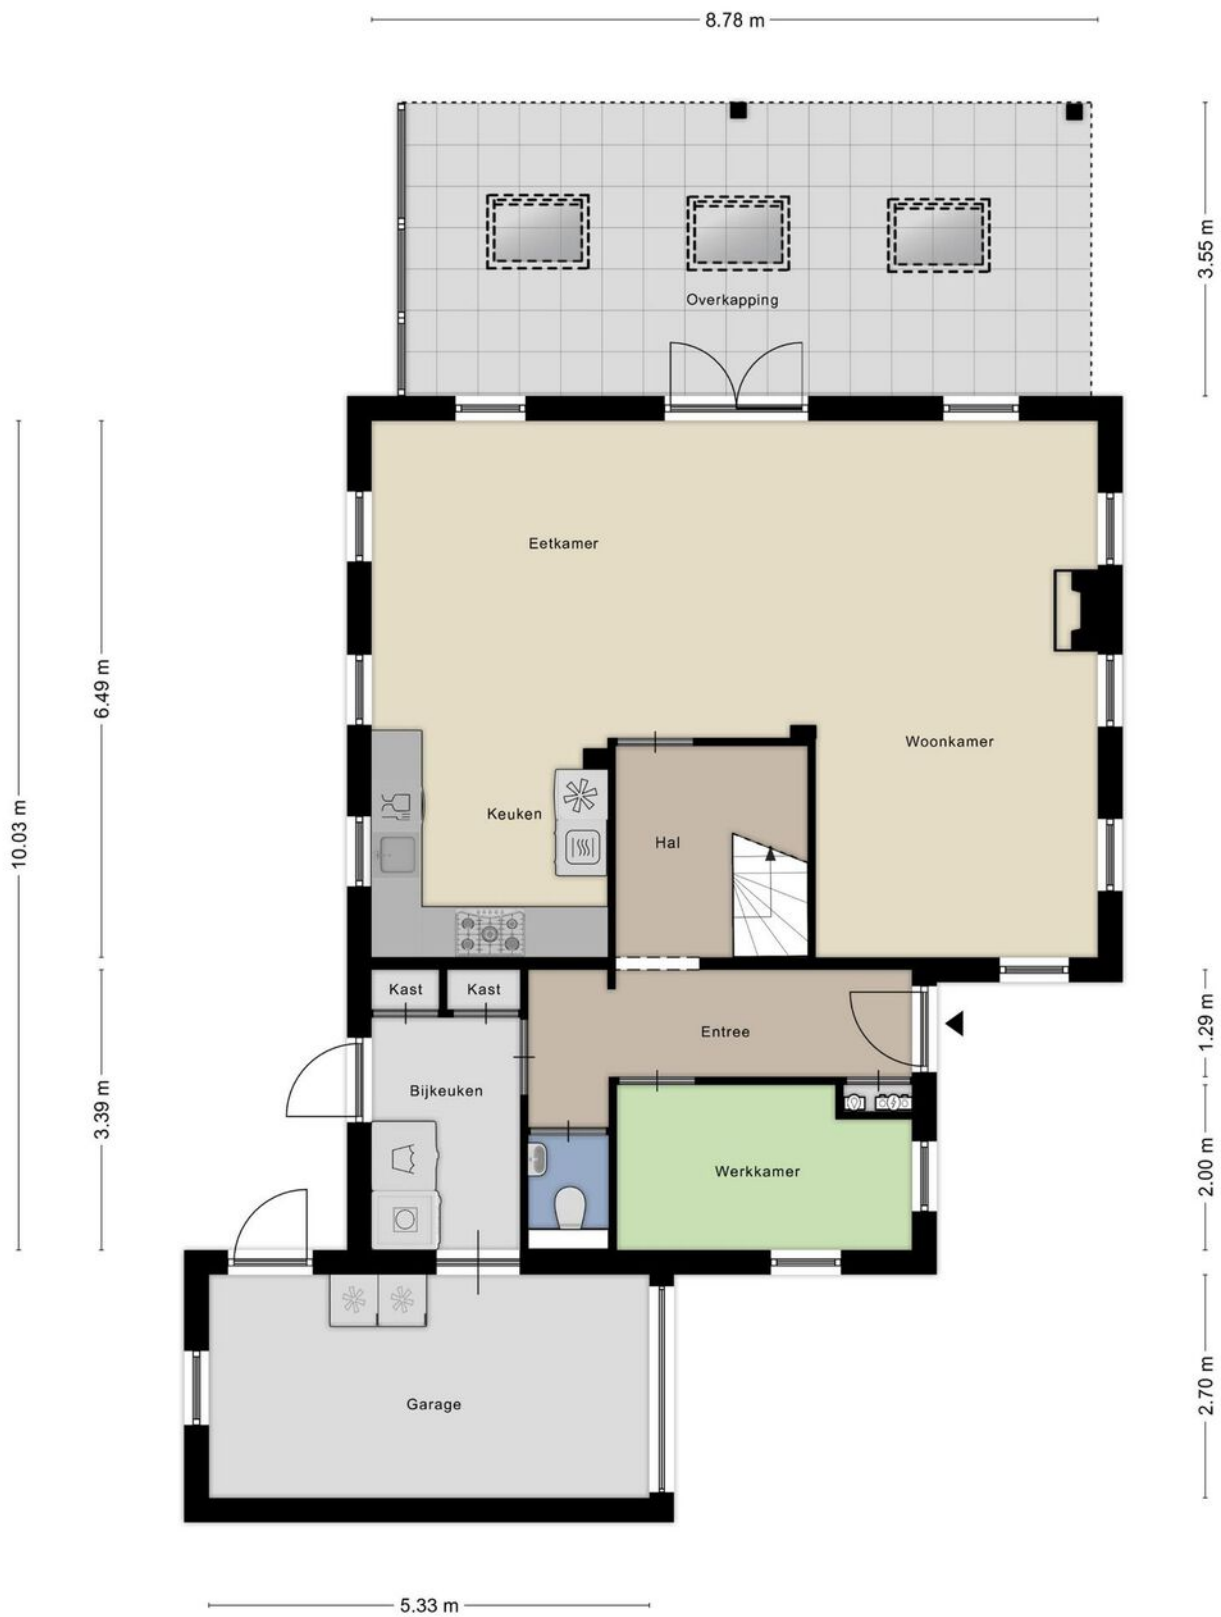 8.78 m
3.55 m
Overkapping
Eetkamer
6.49 m
Woonkamer
Keuken
10.03 m
Hal
Kast
Kast
Entree
1.29 m
Bijkeuken
3.39 m
Werkkamer
2.00 m
Garage
2.70 m
5.33 m